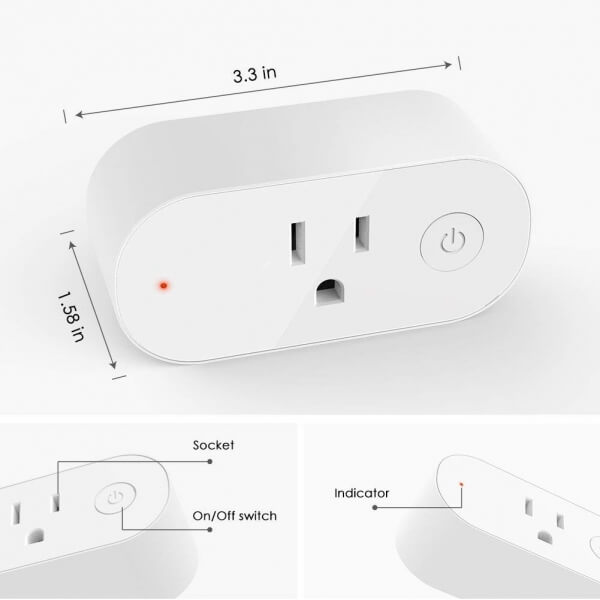 3.3 in
1.58 in
Socket
On/Off switch
Indicator